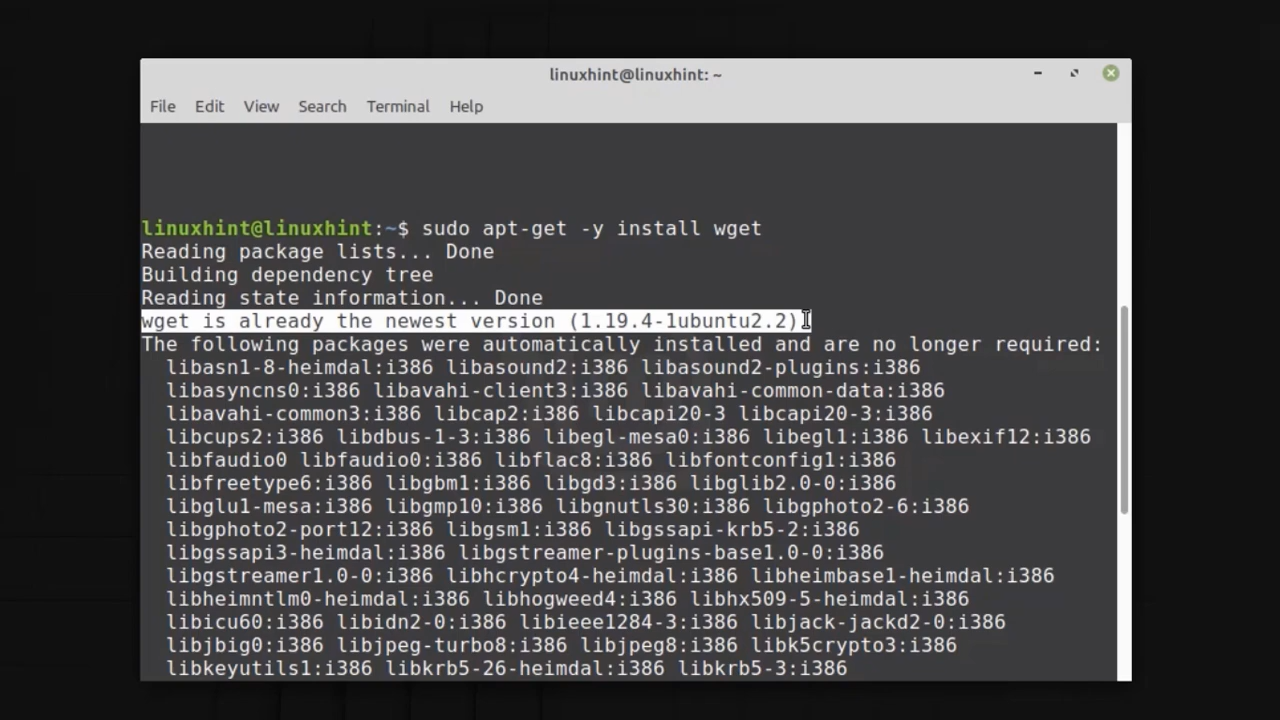 linuxhint@linuxhint: ~
File Edit View Search Terminal Help
linuxhint@linuxhint:~$ sudo apt-get -y install wget
Reading package lists... Done
Building dependency tree
Reading state information... Done
wget is already the newest version (1.19.4-1ubuntu2.2).
The following packages were automatically installed and are no longer required:
libasn1-8-heimdal:i386 libasound2:i386 libasound2-plugins:i386
libasyncns0:i386 libavahi-client3:i386 libavahi-common-data:i386
libavahi-common3:i386 libcap2:i386 libcapi20-3 libcapi20-3:i386
libcups2:i386 libdbus-1-3:i386 libegl-mesa0:i386 libegl1:i386 libexif12:i386
libfaudio0 libfaudio0:i386 libflac8:i386 libfontconfig1:i386
libfreetype6:i386 libgbm1:i386 libgd3:i386 libglib2.0-0:i386
libglu1-mesa:i386 libgmp10:i386 libgnutls30:i386 libgphoto2-6:i386
libgphoto2-port12:i386 libgsm1:i386 libgssapi-krb5-2:i386
libgssapi3-heimdal:i386 libgstreamer-plugins-base1.0-0:i386
libgstreamer1.0-0:i386 libhcrypto4-heimdal:i386 libheimbase1-heimdal:i386
libheimntlm0-heimdal:i386 libhogweed4:i386 libhx509-5-heimdal:i386
libicu60:i386 libidn2-0:i386 libieee1284-3:i386 libjack-jackd2-0:i386
libjbig0:i386 libjpeg-turbo8:i386 libjpeg8:i386 libk5crypto3:i386
libkeyutils1:i386 libkrb5-26-heimdal:i386 libkrb5-3:i386